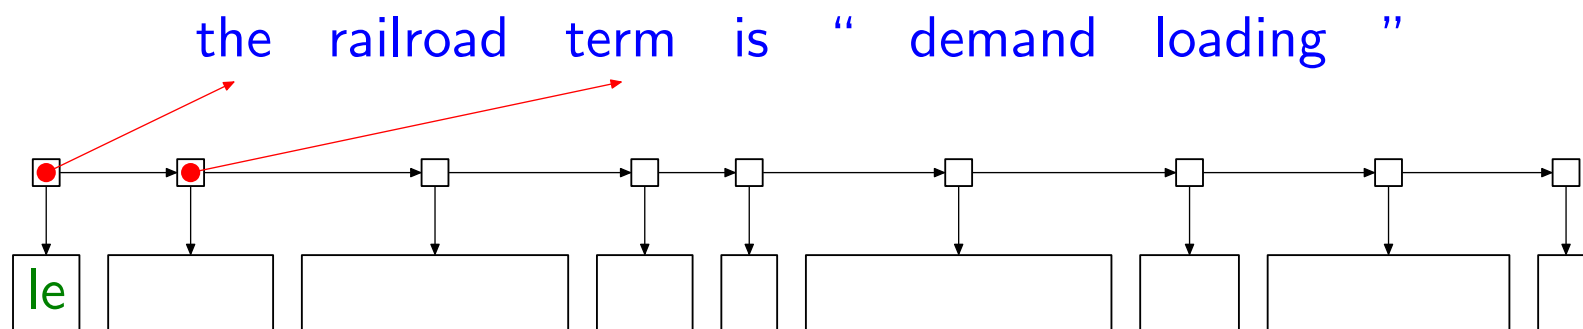 the railroad term is “ demand loading ”
le